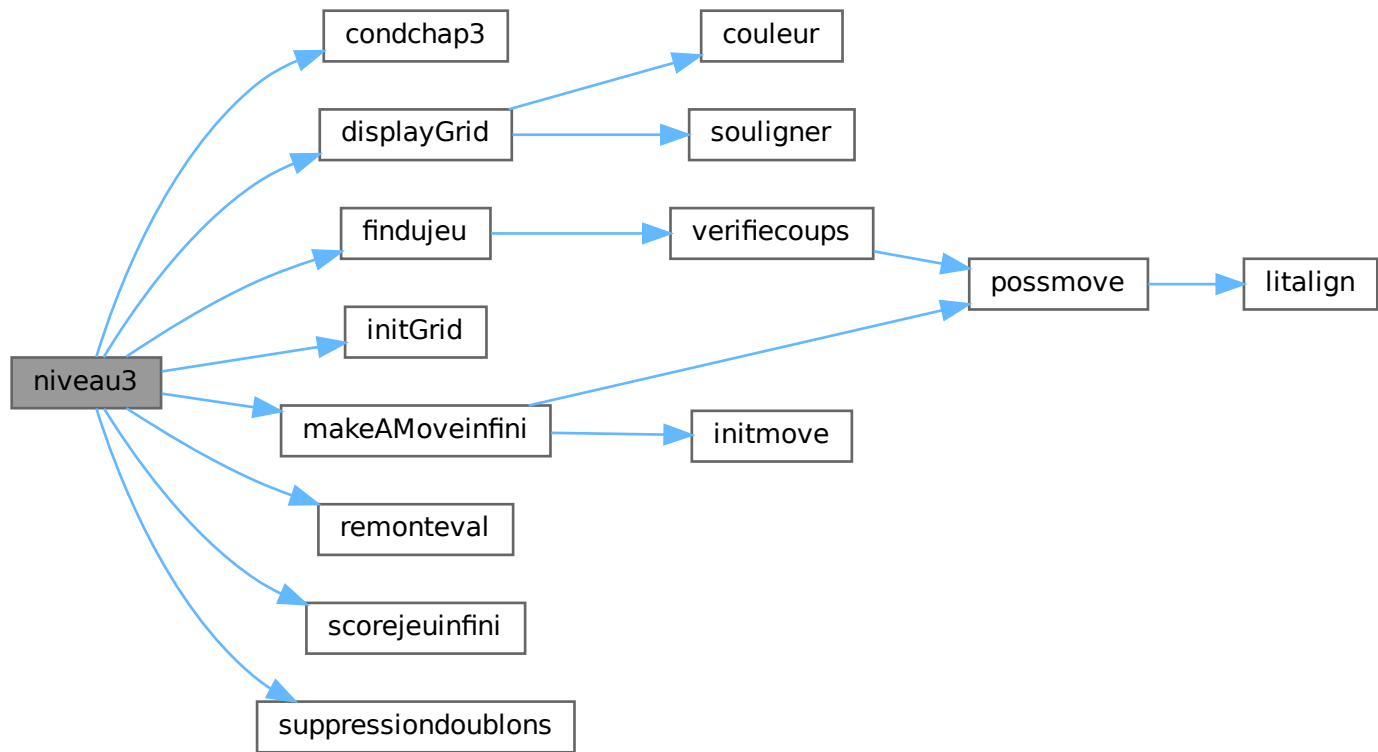 condchap3
couleur
displayGrid
souligner
findujeu
verifiecoups
possmove
litalign
initGrid
niveau3
makeAMoveinfini
initmove
remonteval
scorejeuinfini
suppressiondoublons